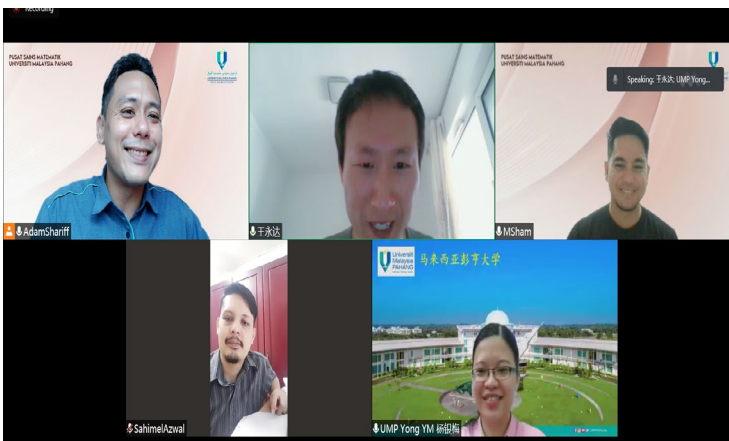 Recording
PUSAT SAINS MATEMATIK
UNIVERSITI MALAYSIA PAHANG
PUSAT SAINS MATEMATIK
UNIVERSITI MALAYSIA PAHANG
Speaking: 于永达; UMP Yong...
AdamShariff
于永达
MSham
Universiti
Malaysia
PAHANG
马来西亚彭亨大学
SahimelAzwal
UMP Yong YM 杨银梅